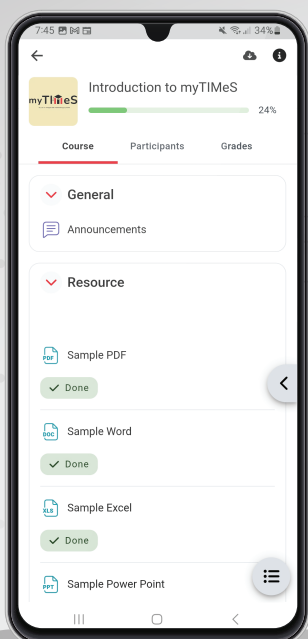 7:45
34%
myTIMeS
Introduction to myTIMeS
24%
Course Participants Grades
General
Announcements
Resource
PDF Sample PDF
Done
DOC Sample Word
Done
XLS Sample Excel
Done
PPT Sample Power Point